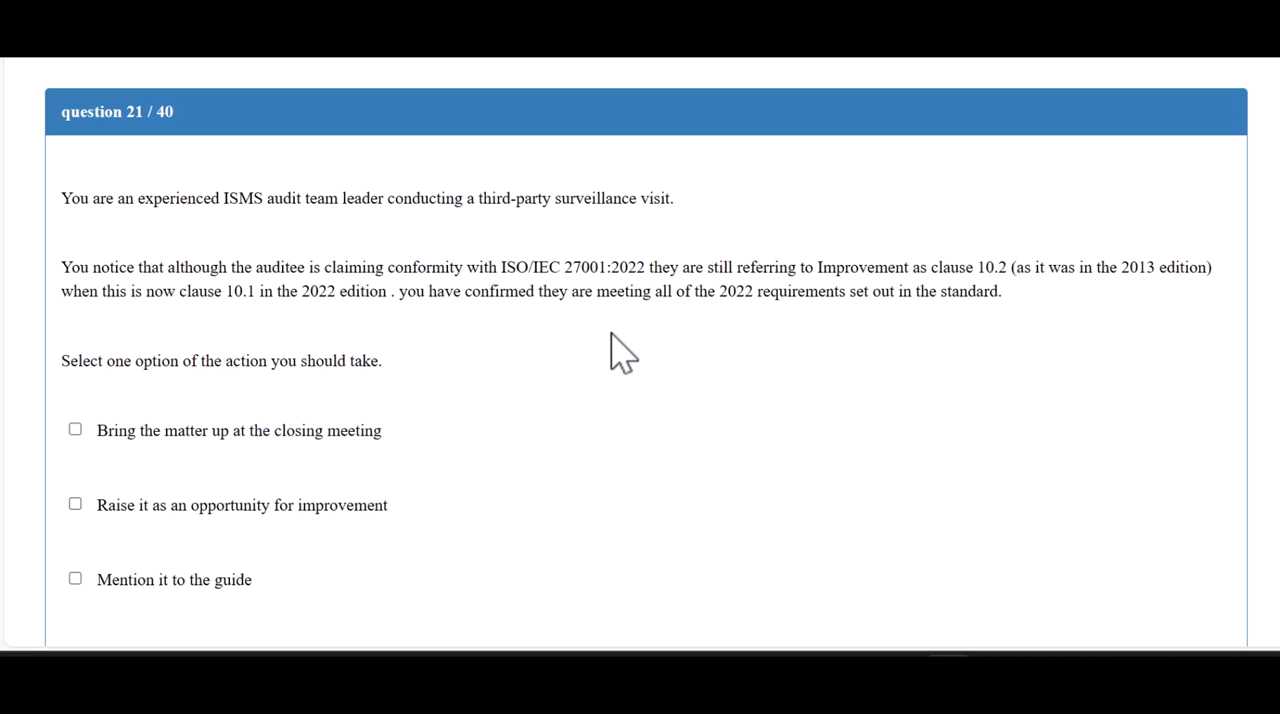 question 21 / 40
You are an experienced ISMS audit team leader conducting a third-party surveillance visit.
You notice that although the auditee is claiming conformity with ISO/IEC 27001:2022 they are still referring to Improvement as clause 10.2 (as it was in the 2013 edition)
when this is now clause 10.1 in the 2022 edition . you have confirmed they are meeting all of the 2022 requirements set out in the standard.
Select one option of the action you should take.
Bring the matter up at the closing meeting
Raise it as an opportunity for improvement
Mention it to the guide